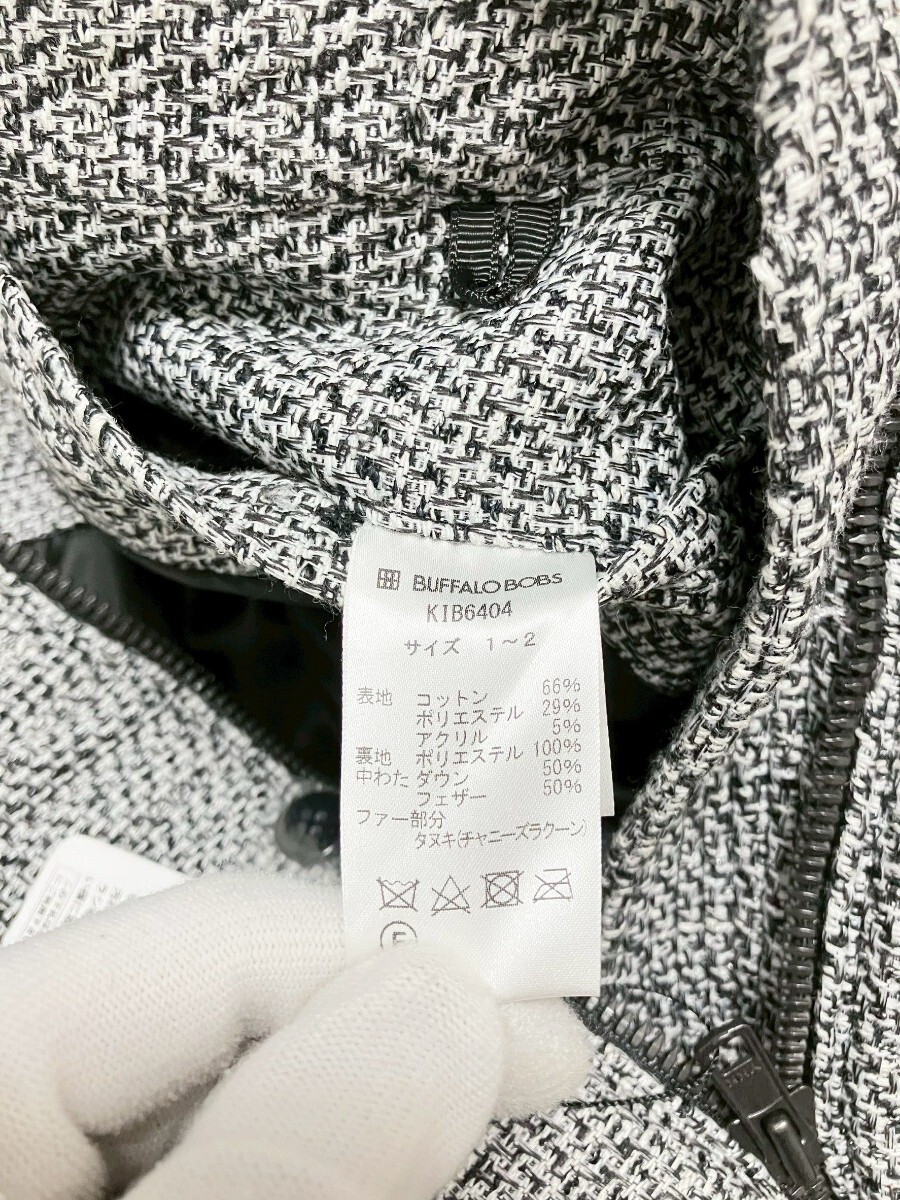 BUFFALO BOBS
KIB6404
サイズ 1～2
表地 コットン 66%
ポリエステル 29%
アクリル 5%
裏地 ポリエステル 100%
中わた ダウン 50%
フェザー 50%
ファー部分
タヌキ(チャニーズラクーン)
F